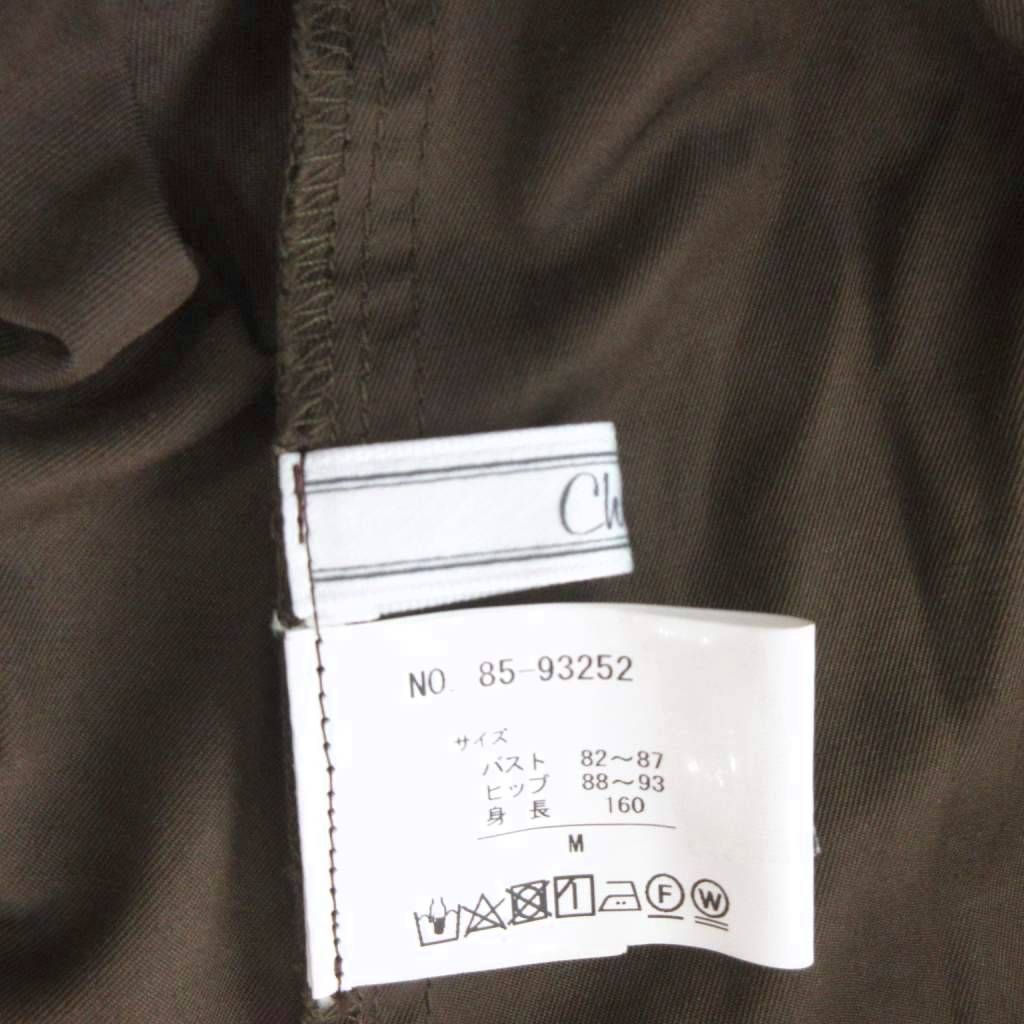 Ch
NO. 85-93252
サイズ
バスト 82〜87
ヒップ 88〜93
身長 160
M
F W